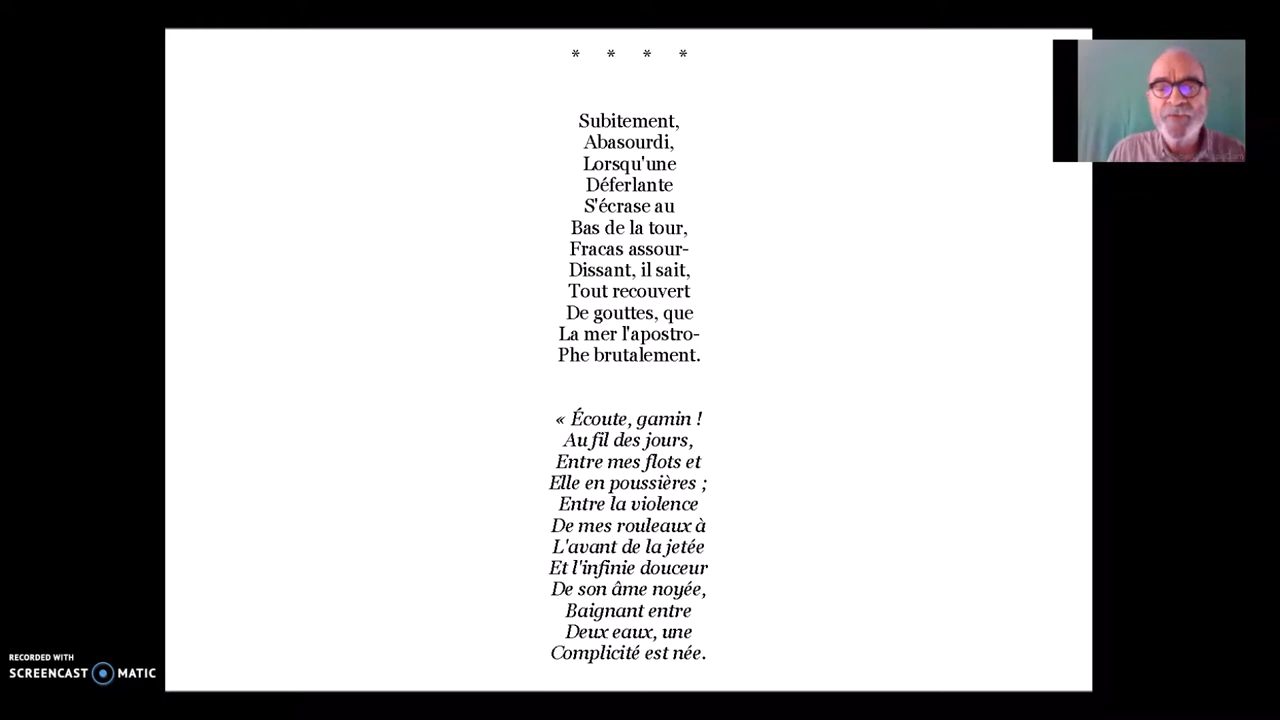 * * * *
Subitement,
Abasourdi,
Lorsqu'une
Déferlante
S'écrase au
Bas de la tour,
Fracas assour-
Dissant, il sait,
Tout recouvert
De gouttes, que
La mer l'apostro-
Phe brutalement.
« Écoute, gamin !
Au fil des jours,
Entre mes flots et
Elle en poussières ;
Entre la violence
De mes rouleaux à
L'avant de la jetée
Et l'infinie douceur
De son âme noyée,
Baignant entre
Deux eaux, une
Complicité est née.
RECORDED WITH
SCREENCAST MATIC